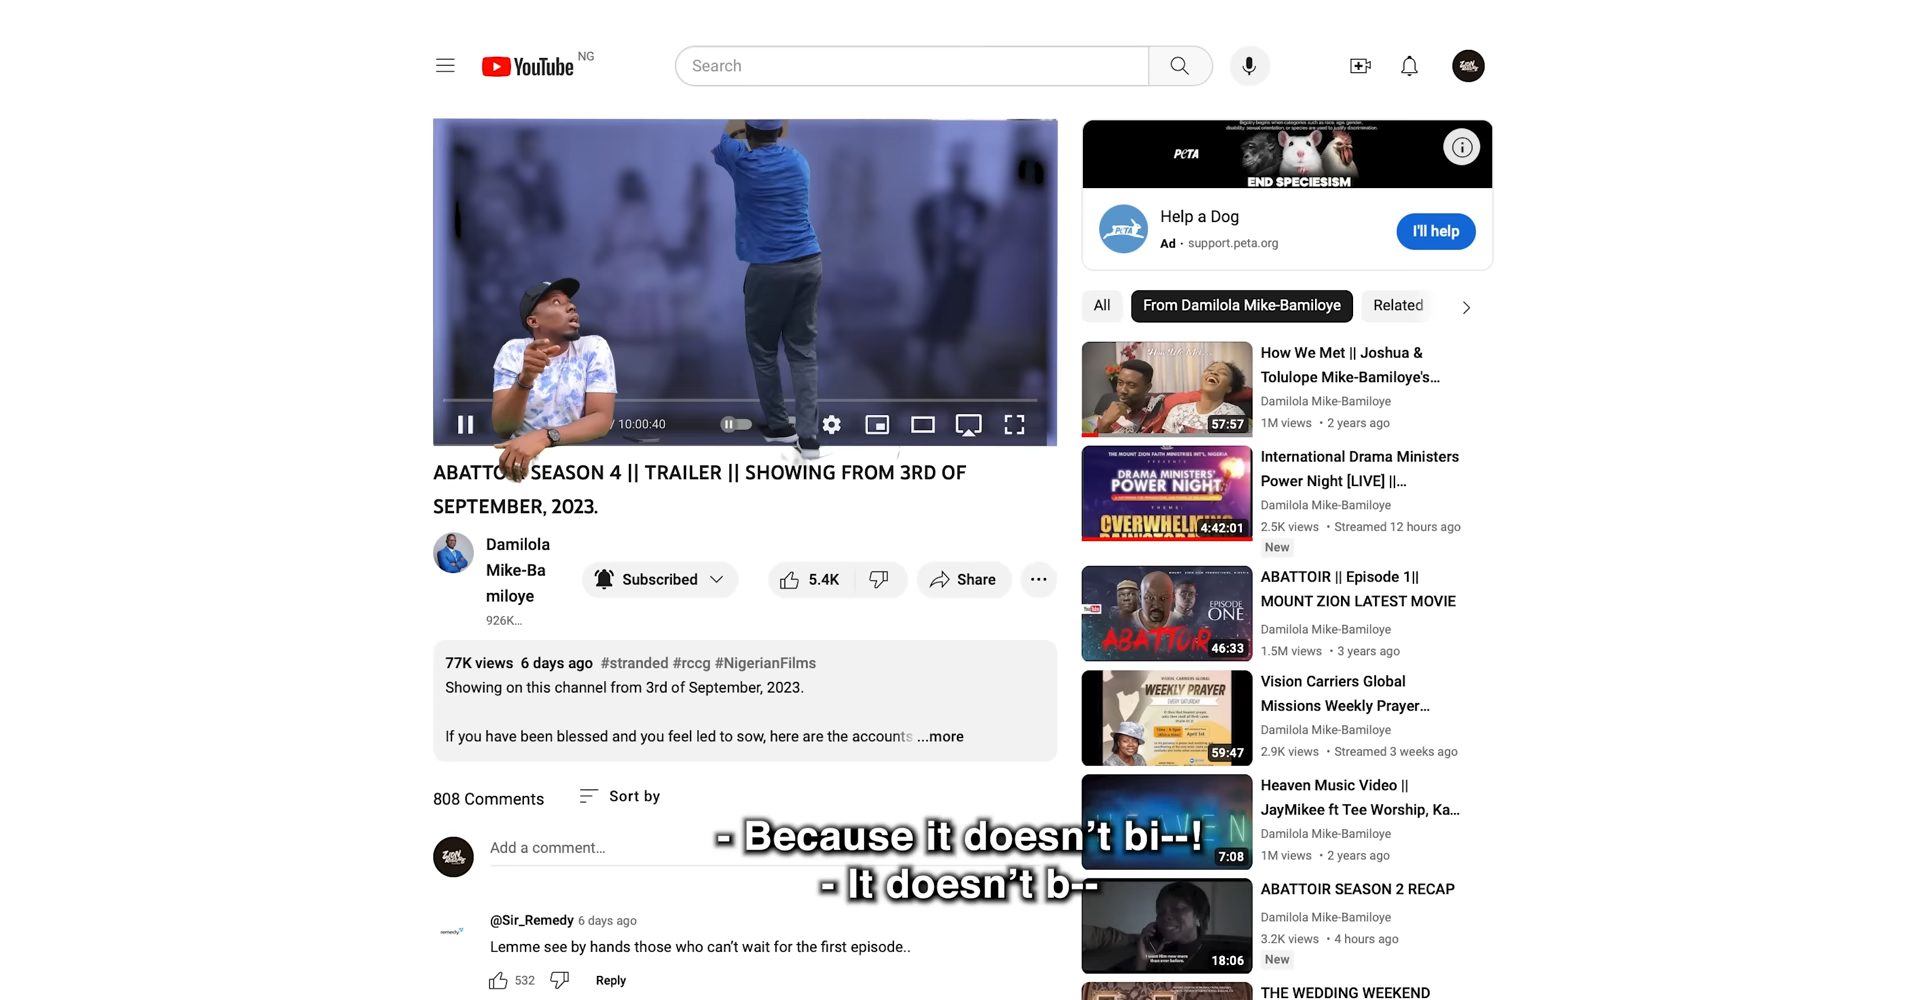 YouTube NG
Search
PETA
END SPECIESISM
Help a Dog
Ad · support.peta.org
I'll help
All
From Damilola Mike-Bamiloye
Related
/ 10:00:40
SEASON 4 || TRAILER || SHOWING FROM 3RD OF
SEPTEMBER, 2023.
Damilola
Mike-Ba
miloye
926K...
Subscribed
5.4K
Share
77K views 6 days ago #stranded #rccg #NigerianFilms
Showing on this channel from 3rd of September, 2023.
If you have been blessed and you feel led to sow, here are the accounts ...more
808 Comments
Sort by
Add a comment...
@Sir_Remedy 6 days ago
Lemme see by hands those who can't wait for the first episode..
532
Reply
- Because it doesn't bi--!
- It doesn't b--
57:57
How We Met || Joshua &
Tolulope Mike-Bamiloye's...
Damilola Mike-Bamiloye
1M views • 2 years ago
DRAMA MINISTERS'
POWER NIGHT
4:42:01
International Drama Ministers
Power Night [LIVE] ||...
Damilola Mike-Bamiloye
2.5K views • Streamed 12 hours ago
New
EPISODE
ONE
ABATTOIR
46:33
ABATTOIR || Episode 1||
MOUNT ZION LATEST MOVIE
Damilola Mike-Bamiloye
1.5M views • 3 years ago
WEEKLY PRAYER
59:47
Vision Carriers Global
Missions Weekly Prayer...
Damilola Mike-Bamiloye
2.9K views • Streamed 3 weeks ago
7:08
Heaven Music Video ||
JayMikee ft Tee Worship, Ka...
Damilola Mike-Bamiloye
1M views • 2 years ago
18:06
ABATTOIR SEASON 2 RECAP
Damilola Mike-Bamiloye
3.2K views • 4 hours ago
New
THE WEDDING WEEKEND